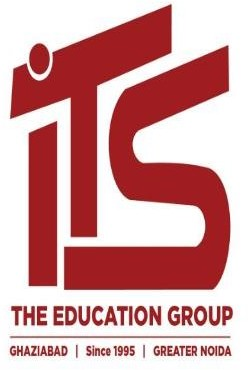 iTS
THE EDUCATION GROUP
GHAZIABAD | Since 1995 | GREATER NOIDA